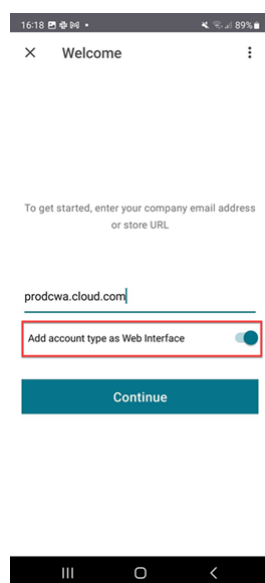 16:18 89%
Welcome
To get started, enter your company email address
or store URL
prodcwa.cloud.com
Add account type as Web Interface
Continue